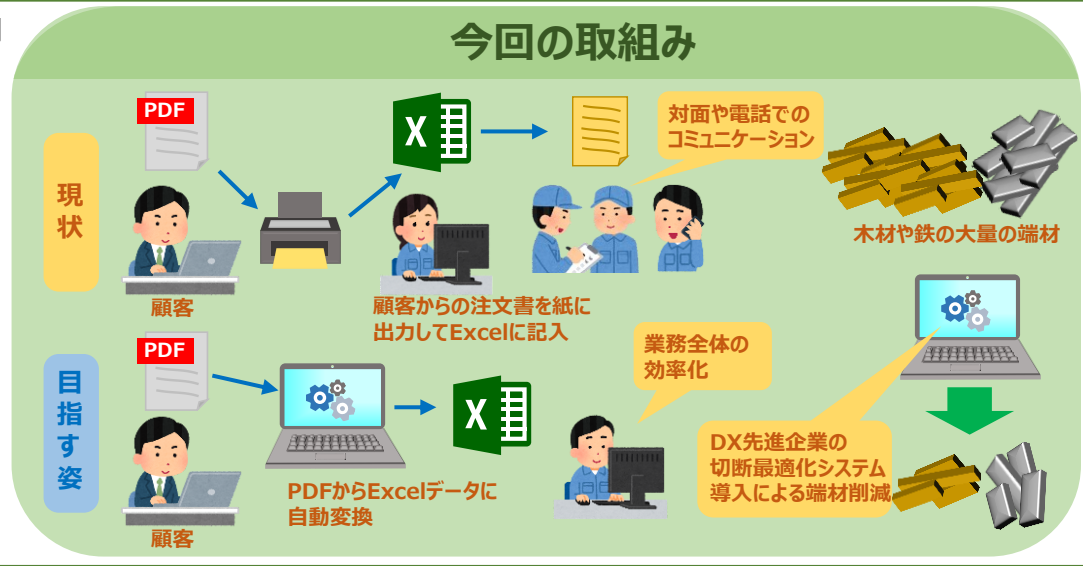 今回の取組み
現状
PDF
X
対面や電話での
コミュニケーション
木材や鉄の大量の端材
顧客
顧客からの注文書を紙に
出力してExcelに記入
目指す姿
PDF
X
業務全体の
効率化
DX先進企業の
切断最適化システム
導入による端材削減
PDFからExcelデータに
自動変換
顧客